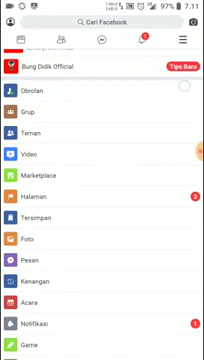 97% 7.11
Cari Facebook
1
Bung Didik Official Tips Baru
Obrolan
Grup
Teman
Video
Marketplace
Halaman 3
Tersimpan
Foto
Pesan
Kenangan
Acara
Notifikasi 1
Game